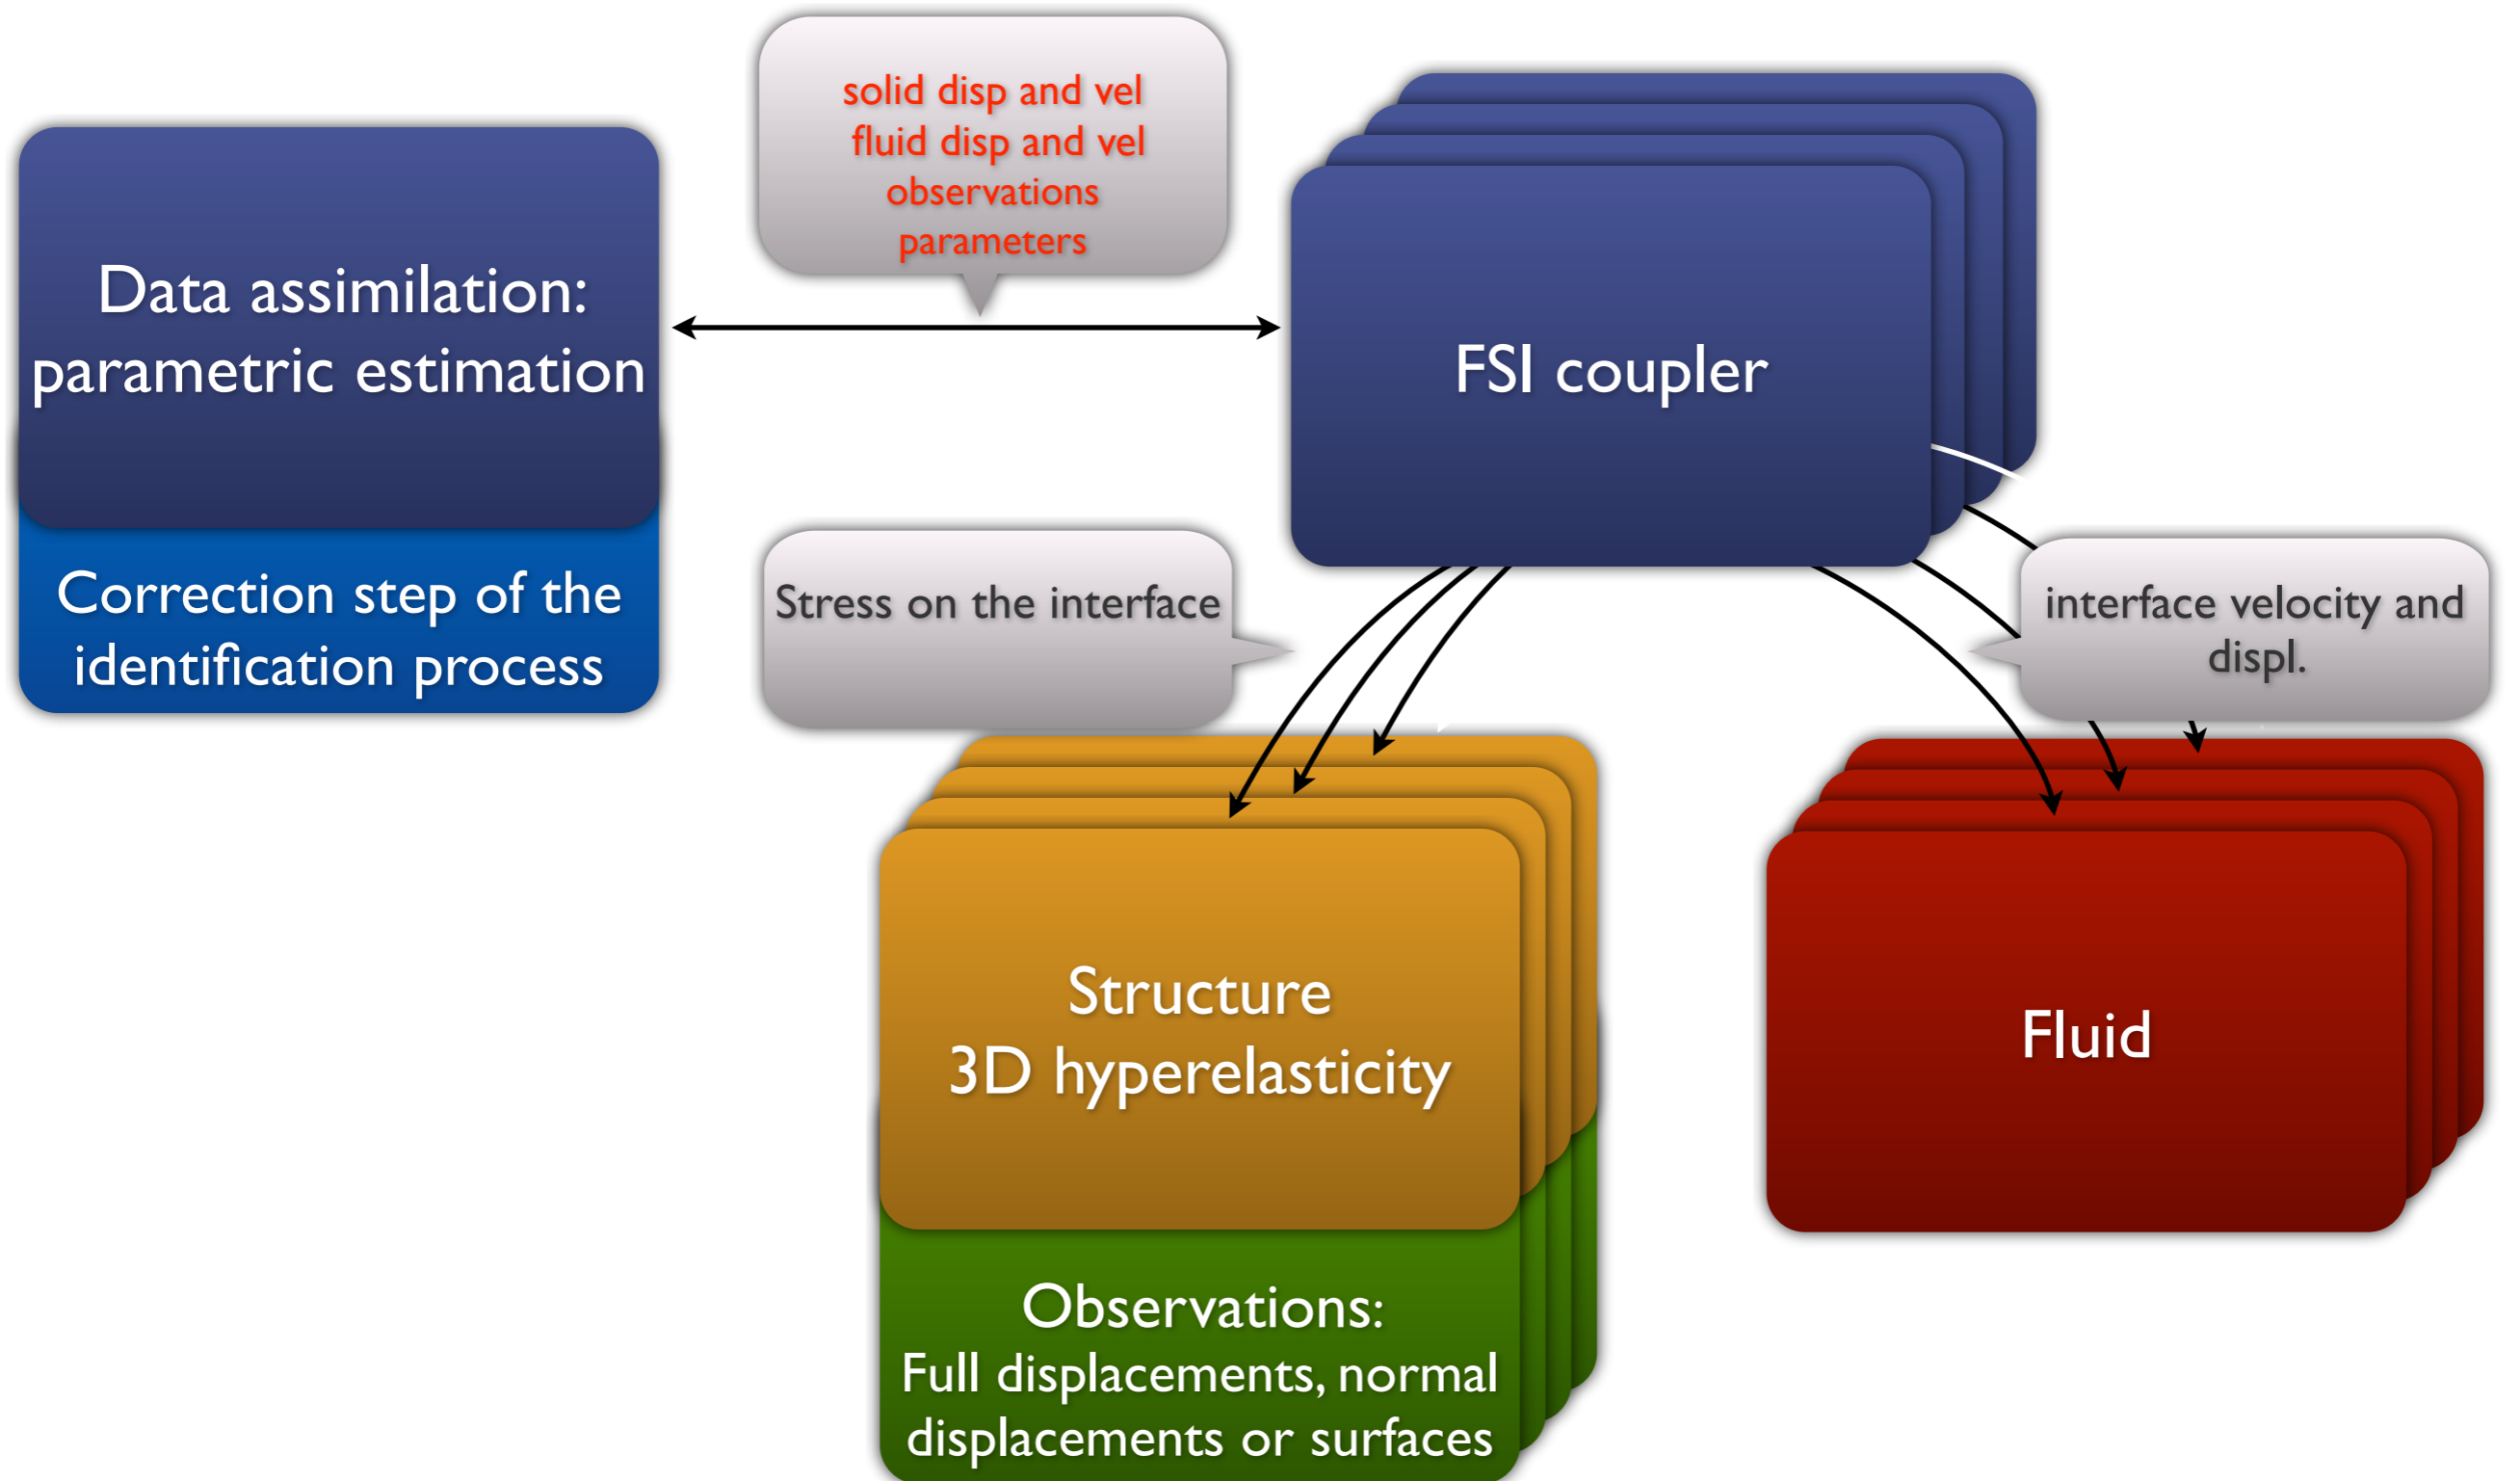 solid disp and vel
fluid disp and vel
observations
parameters
Data assimilation:
parametric estimation
FSI coupler
Correction step of the
identification process
Stress on the interface
interface velocity and
displ.
Structure
3D hyperelasticity
Fluid
Observations:
Full displacements, normal
displacements or surfaces